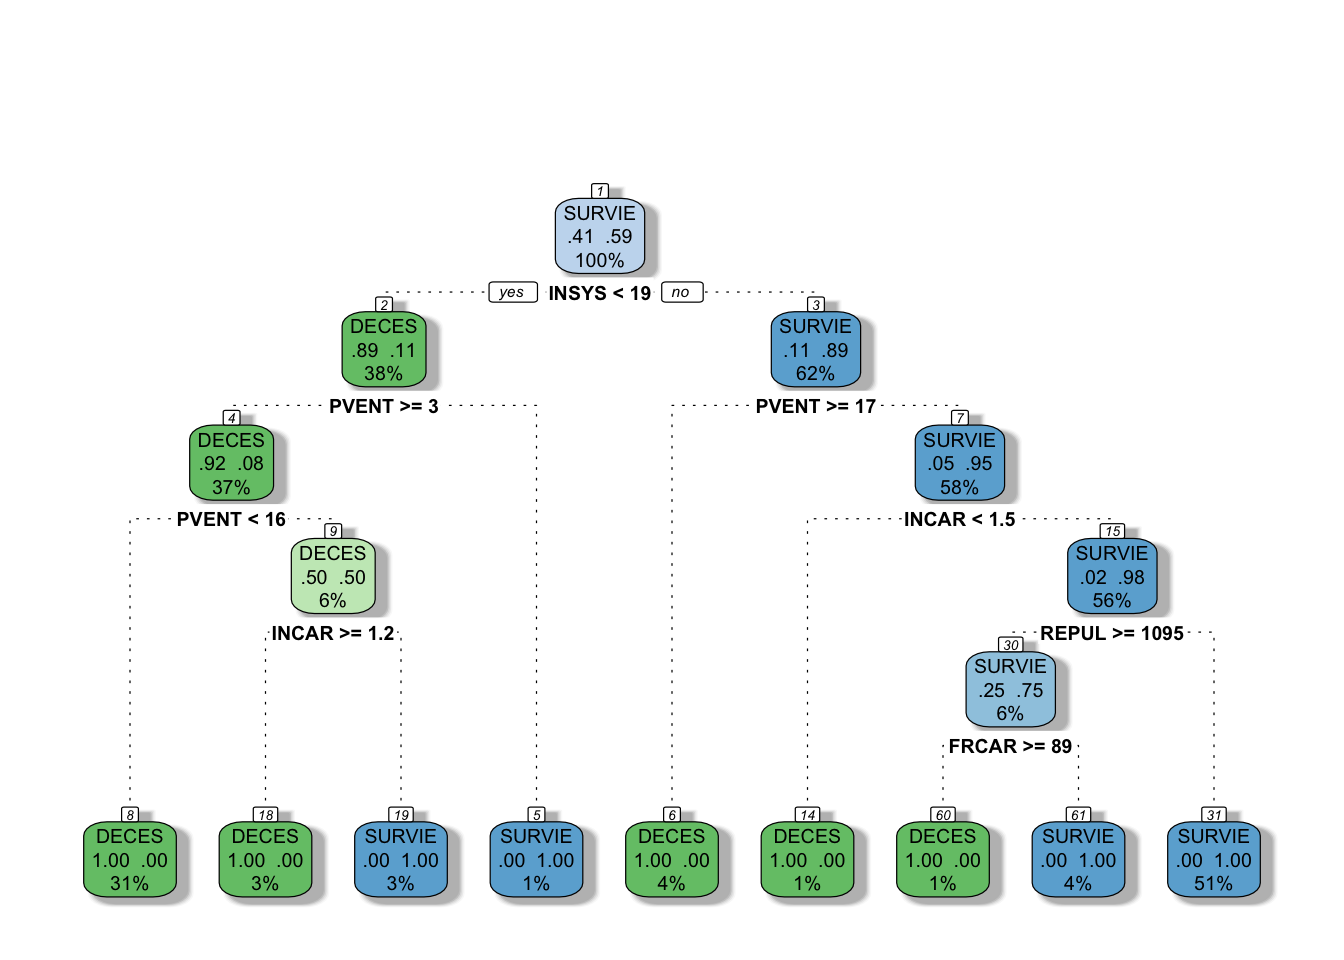 1
SURVIE
.41 .59
100%
yes INSYS < 19 no
2
DECES
.89 .11
38%
3
SURVIE
.11 .89
62%
PVENT >= 3
PVENT >= 17
4
DECES
.92 .08
37%
7
SURVIE
.05 .95
58%
PVENT < 16
INCAR < 1.5
9
DECES
.50 .50
6%
15
SURVIE
.02 .98
56%
INCAR >= 1.2
REPUL >= 1095
30
SURVIE
.25 .75
6%
FRCAR >= 89
8
DECES
1.00 .00
31%
18
DECES
1.00 .00
3%
19
SURVIE
.00 1.00
3%
5
SURVIE
.00 1.00
1%
6
DECES
1.00 .00
4%
14
DECES
1.00 .00
1%
60
DECES
1.00 .00
1%
61
SURVIE
.00 1.00
4%
31
SURVIE
.00 1.00
51%